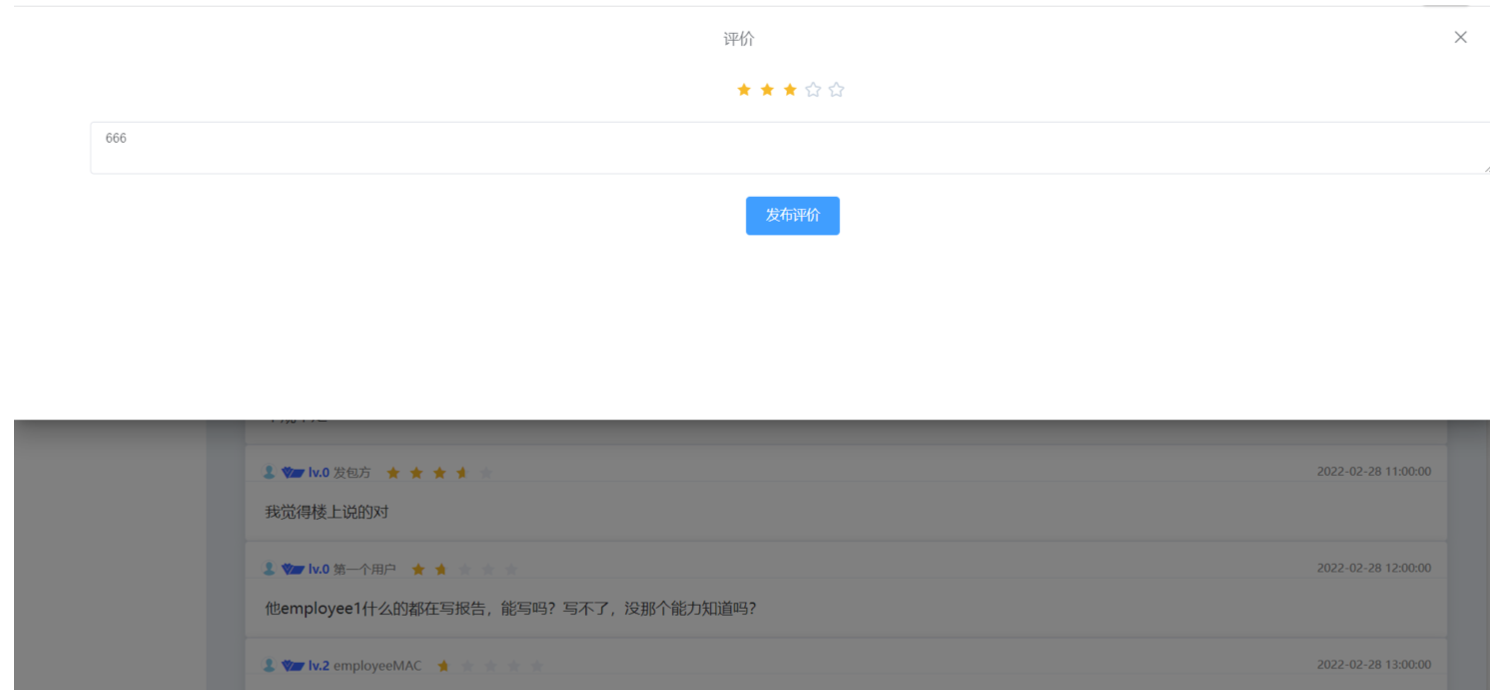 评价
666
发布评价
lv.0 发包方
2022-02-28 11:00:00
我觉得楼上说的对
lv.0 第一个用户
2022-02-28 12:00:00
他employee1什么的都在写报告，能写吗？写不了，没那个能力知道吗？
lv.2 employeeMAC
2022-02-28 13:00:00